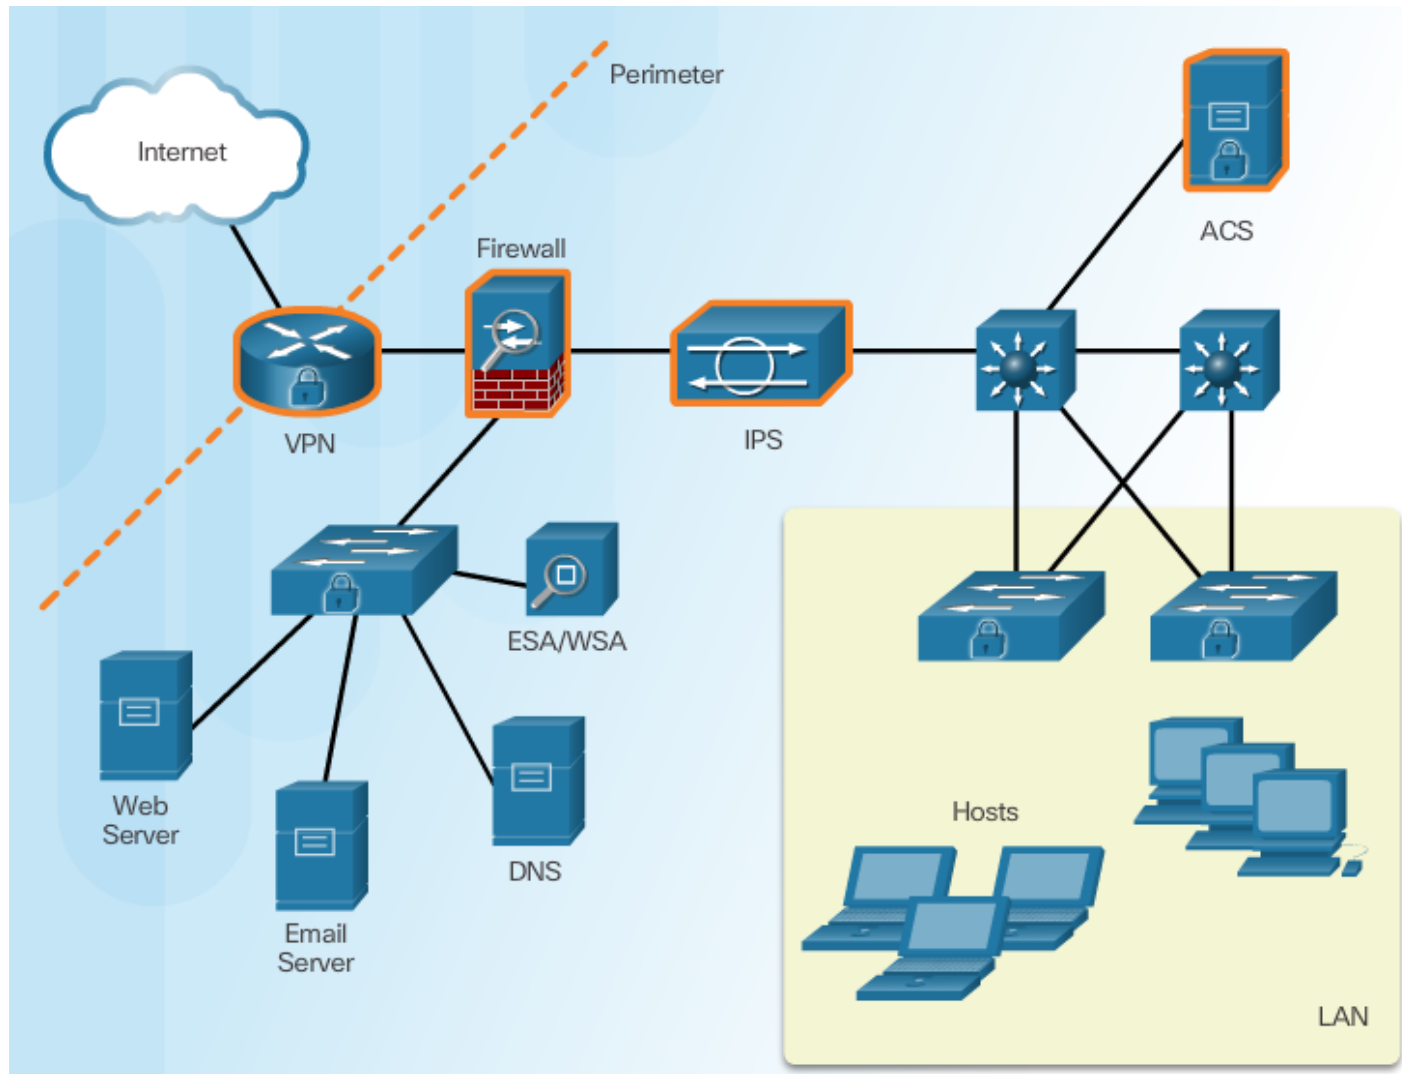 Perimeter
Internet
ACS
Firewall
VPN
IPS
ESA/WSA
Web
Server
DNS
Email
Server
Hosts
LAN